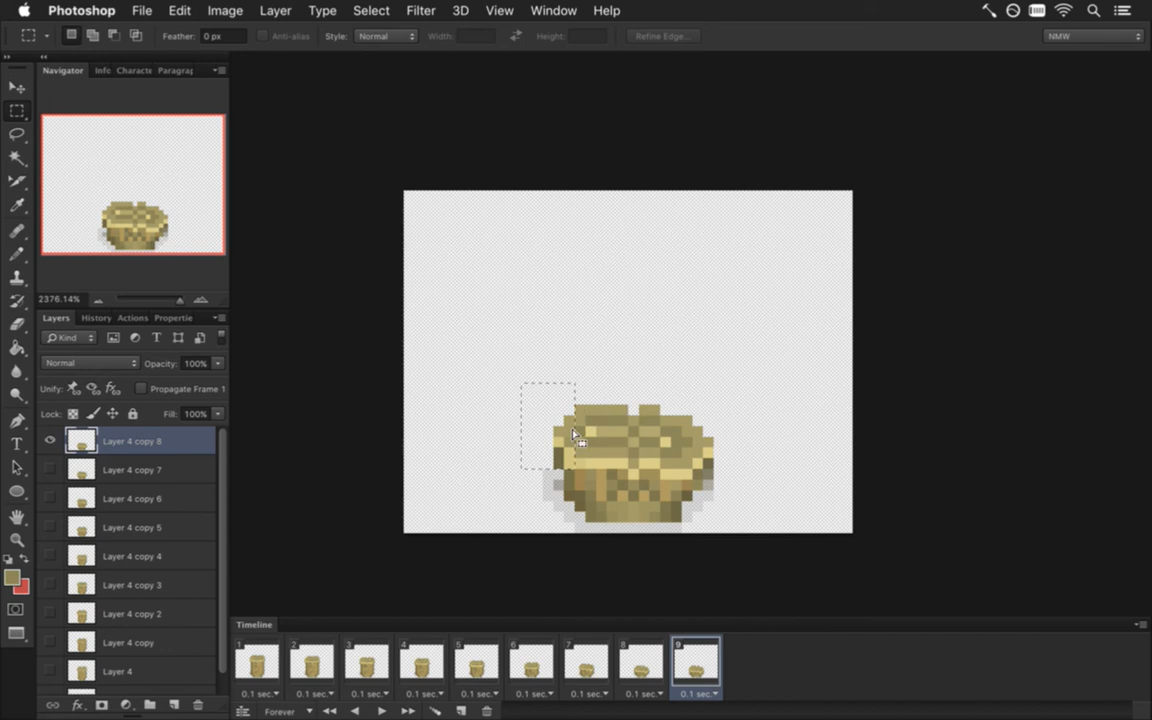 Photoshop File Edit Image Layer Type Select Filter 3D View Window Help
Feather: 0 px Anti-alias Style: Normal Width: Height: Refine Edge... NMW
Navigator Info Characte Paragrap
2376.14%
Layers History Actions Propertie
Kind
Normal Opacity: 100%
Unify: Propagate Frame 1
Lock: Fill: 100%
Layer 4 copy 8
Layer 4 copy 7
Layer 4 copy 6
Layer 4 copy 5
Layer 4 copy 4
Layer 4 copy 3
Layer 4 copy 2
Layer 4 copy
Layer 4
Timeline
1 2 3 4 5 6 7 8 9
0.1 sec. 0.1 sec. 0.1 sec. 0.1 sec. 0.1 sec. 0.1 sec. 0.1 sec. 0.1 sec. 0.1 sec.
Forever